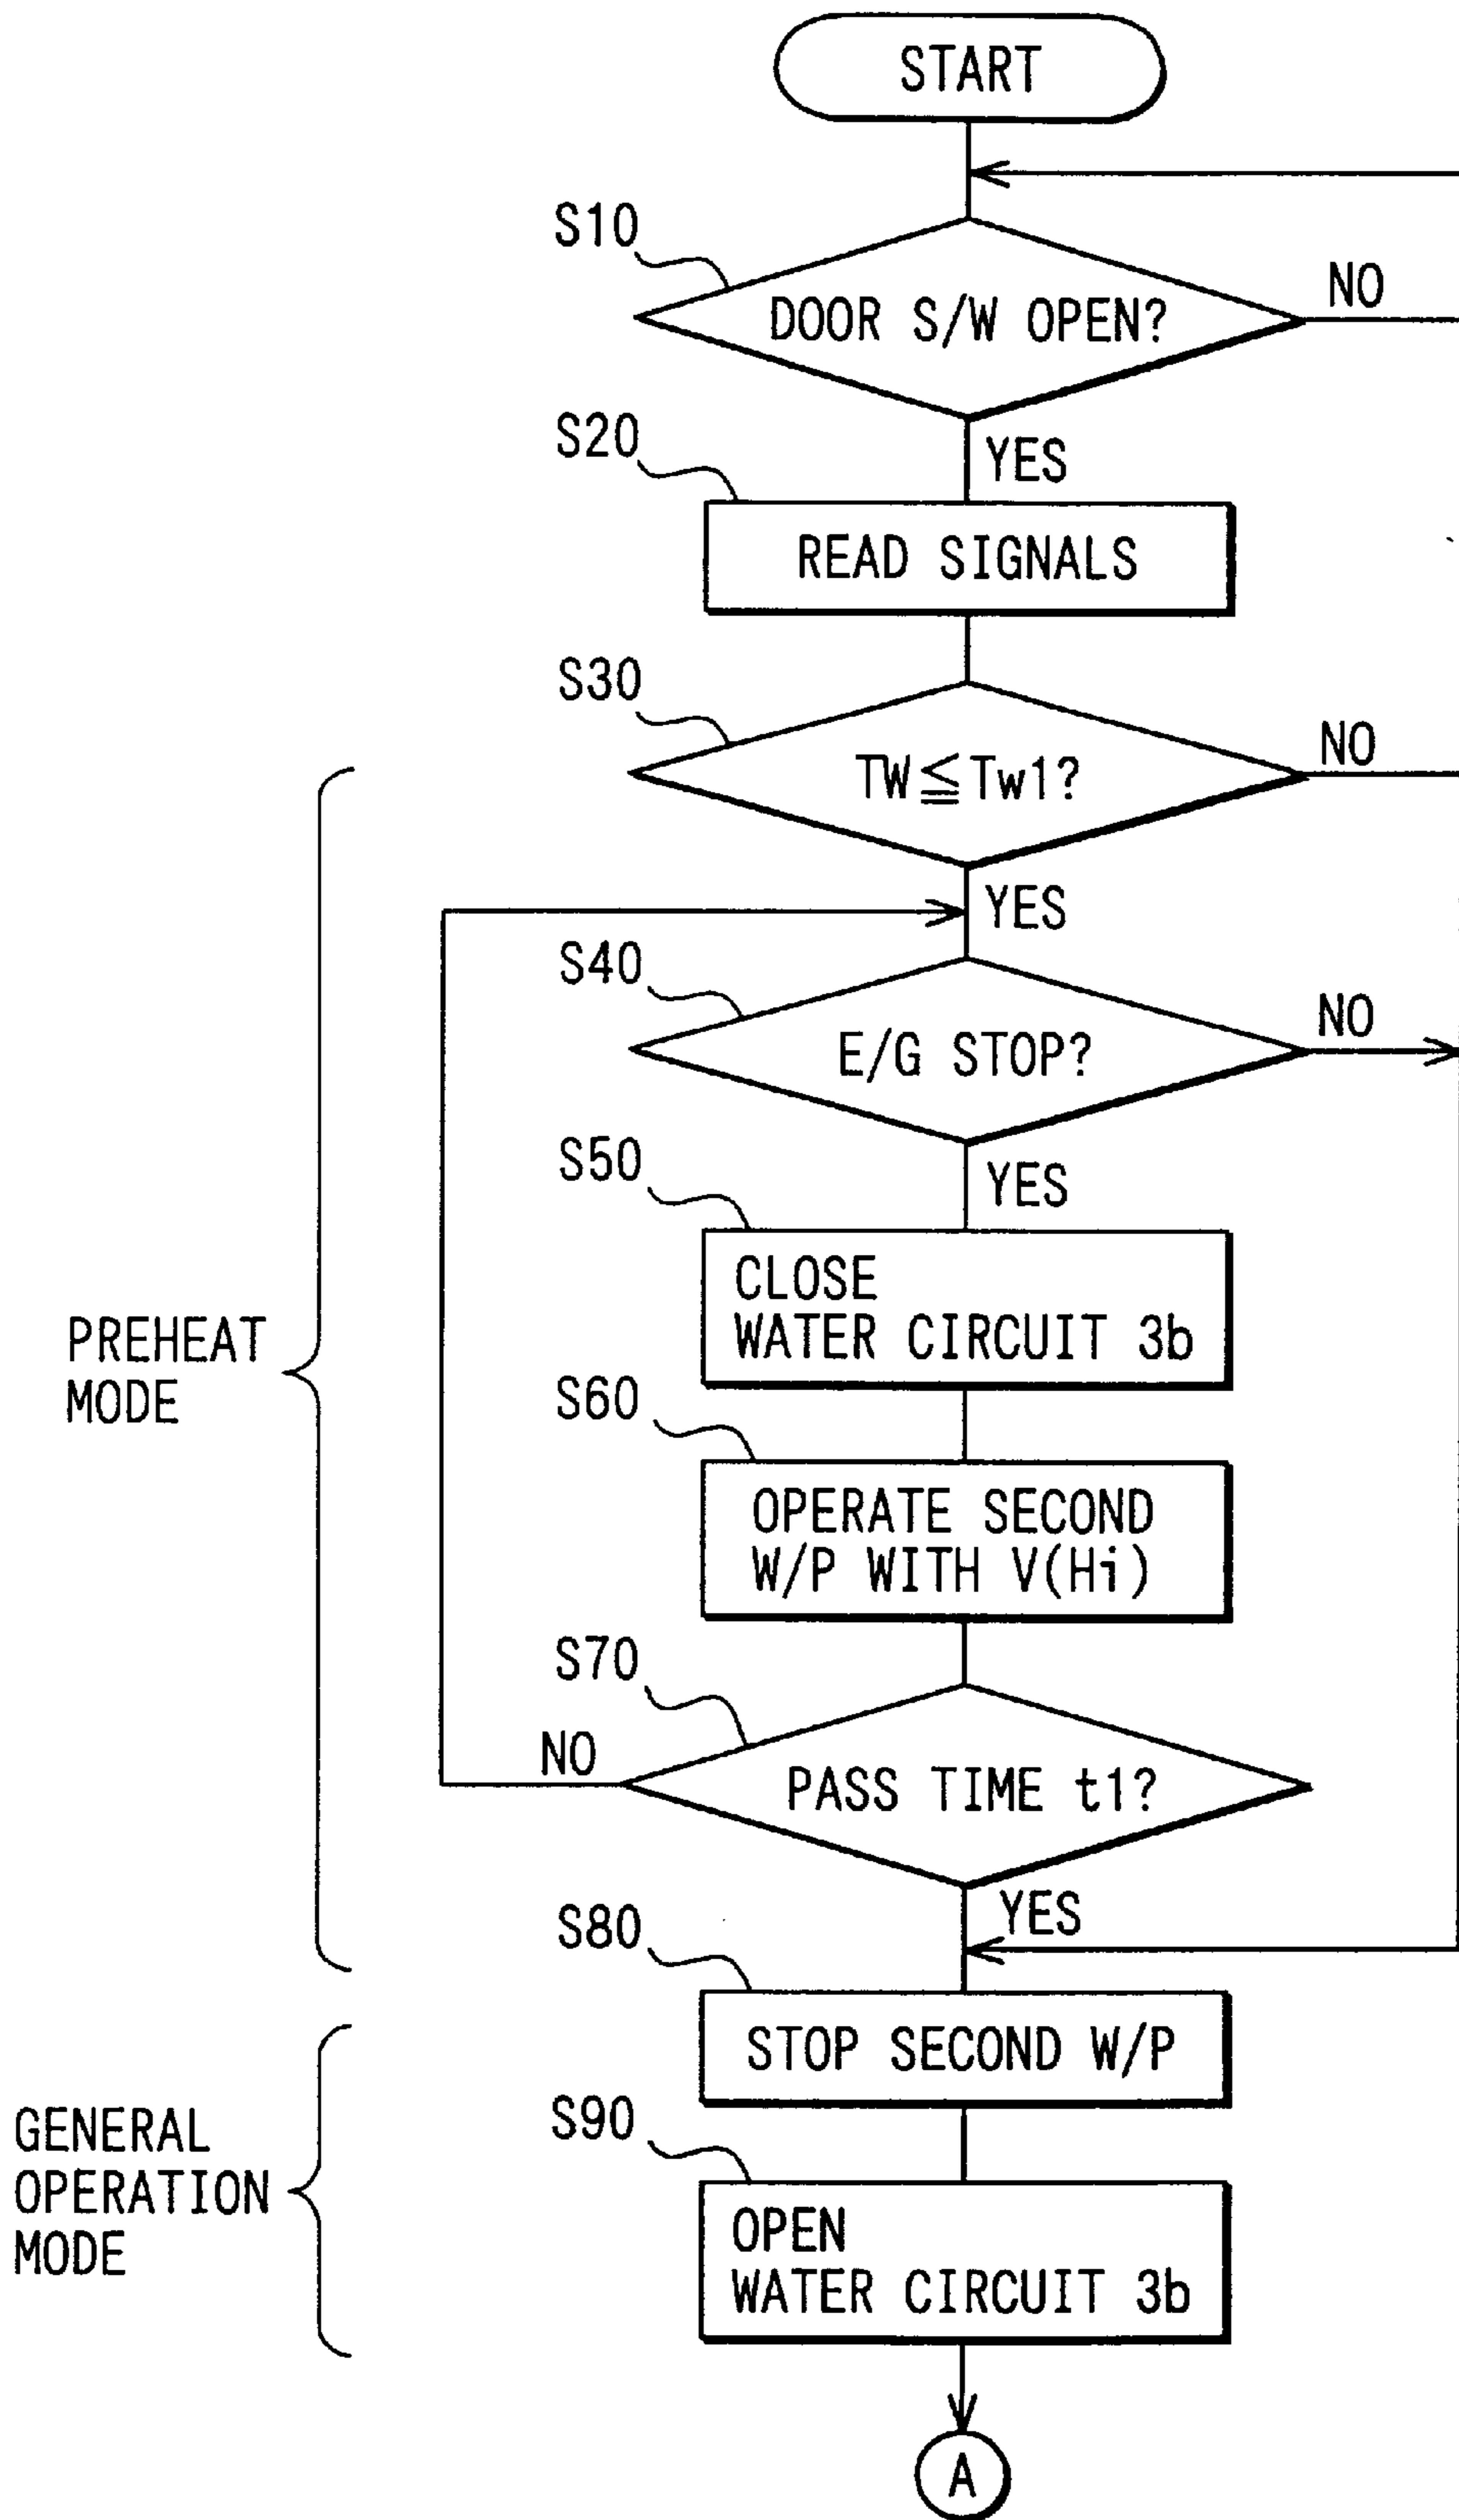 START
S10
DOOR S/W OPEN?
NO
YES
S20
READ SIGNALS
S30
TW≦Tw1?
NO
YES
S40
E/G STOP?
NO
YES
S50
CLOSE
WATER CIRCUIT 3b
PREHEAT
MODE
S60
OPERATE SECOND
W/P WITH V(Hi)
S70
PASS TIME t1?
NO
YES
S80
STOP SECOND W/P
GENERAL
OPERATION
MODE
S90
OPEN
WATER CIRCUIT 3b
A